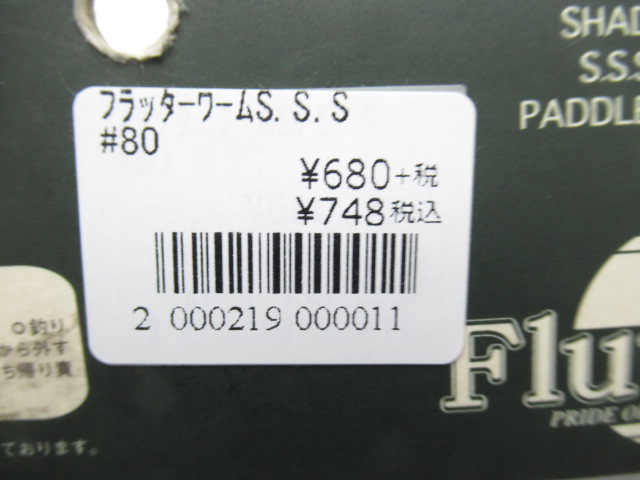 SHAD
S.S.S
PADDLE
フラッターワームS.S.S
#80
¥680+税
¥748税込
2 000219 000011
釣り
から外す
ち帰り責
ております。
Flu
PRIDE